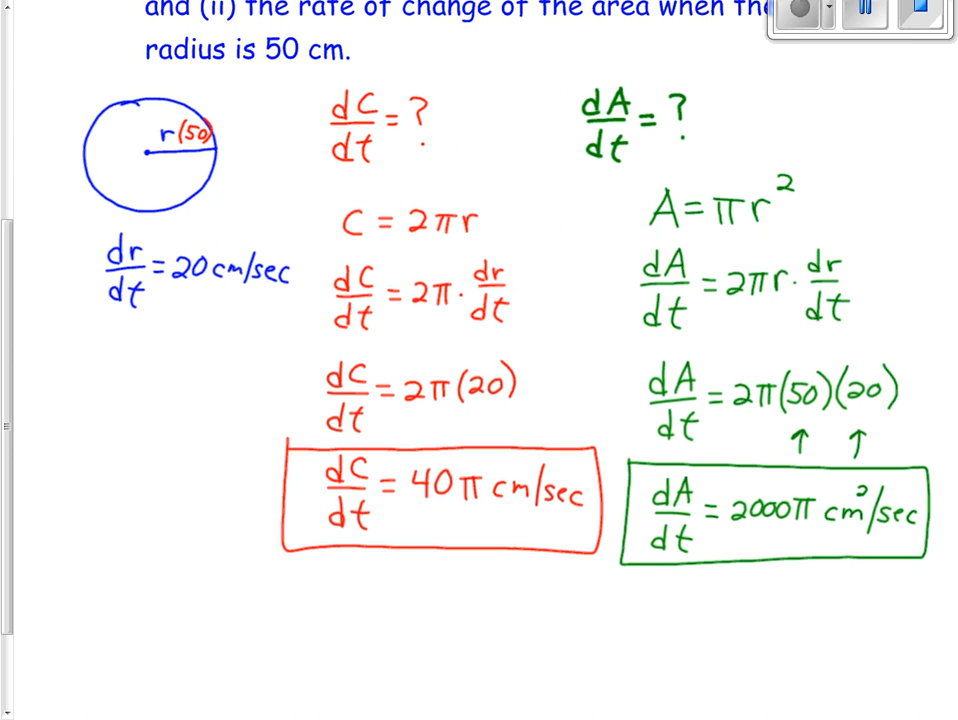 and (ii) the rate of change of the area when the
radius is 50 cm.
r(50)
dr/dt = 20 cm/sec
dC/dt = ?
C = 2πr
dC/dt = 2π · dr/dt
dC/dt = 2π(20)
dC/dt = 40π cm/sec
dA/dt = ?
A = πr²
dA/dt = 2πr · dr/dt
dA/dt = 2π(50)(20)
↑ ↑
dA/dt = 2000π cm²/sec